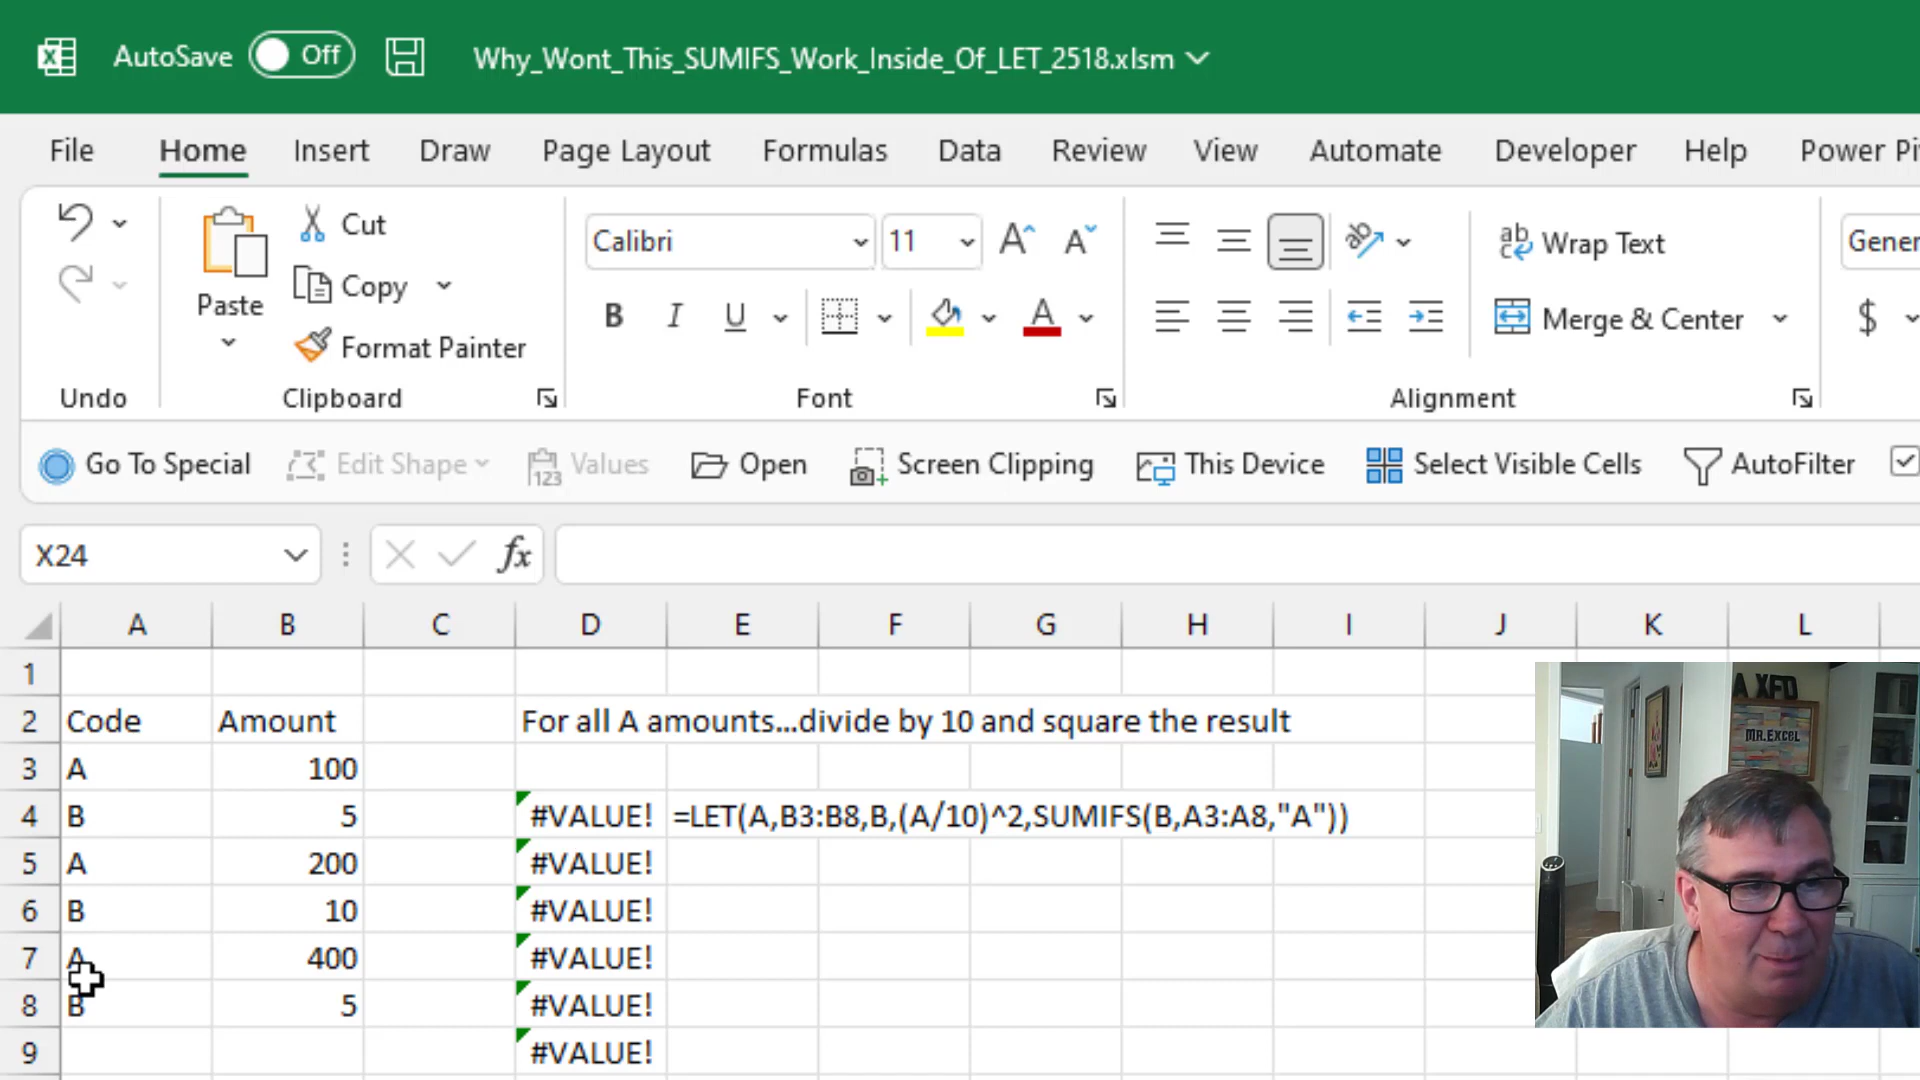 AutoSave Off Why_Wont_This_SUMIFS_Work_Inside_Of_LET_2518.xlsm
File Home Insert Draw Page Layout Formulas Data Review View Automate Developer Help Power Pi
Cut
Calibri 11
Wrap Text
Gener
Copy
Paste
B I U
Merge & Center
$
Format Painter
Undo Clipboard Font Alignment
Go To Special Edit Shape Values Open Screen Clipping This Device Select Visible Cells AutoFilter
X24 fx
A B C D E F G H I J K L
1
2 Code Amount For all A amounts...divide by 10 and square the result
3 A 100
4 B 5 #VALUE! =LET(A,B3:B8,B,(A/10)^2,SUMIFS(B,A3:A8,"A"))
5 A 200 #VALUE!
6 B 10 #VALUE!
7 A 400 #VALUE!
8 B 5 #VALUE!
9 #VALUE!
A XFD
MR.EXCEL